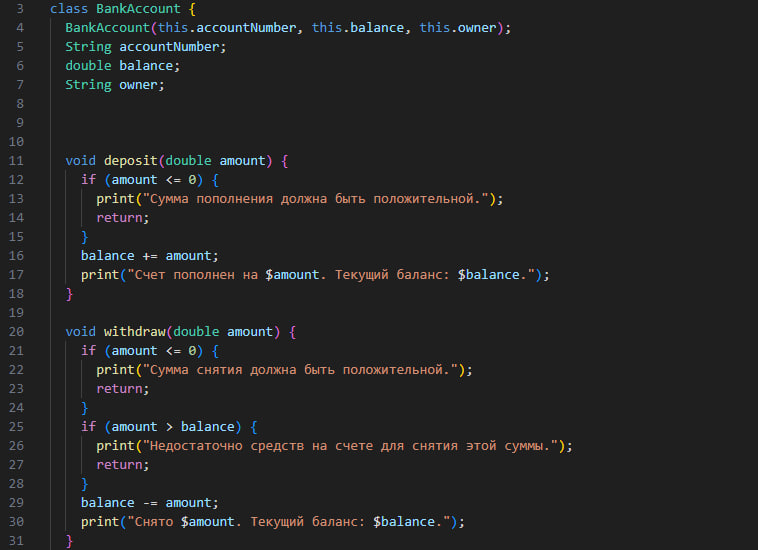 3 class BankAccount {
4 BankAccount(this.accountNumber, this.balance, this.owner);
5 String accountNumber;
6 double balance;
7 String owner;
8
9
10
11 void deposit(double amount) {
12 if (amount <= 0) {
13 print("Сумма пополнения должна быть положительной.");
14 return;
15 }
16 balance += amount;
17 print("Счет пополнен на $amount. Текущий баланс: $balance.");
18 }
19
20 void withdraw(double amount) {
21 if (amount <= 0) {
22 print("Сумма снятия должна быть положительной.");
23 return;
24 }
25 if (amount > balance) {
26 print("Недостаточно средств на счете для снятия этой суммы.");
27 return;
28 }
29 balance -= amount;
30 print("Снято $amount. Текущий баланс: $balance.");
31 }